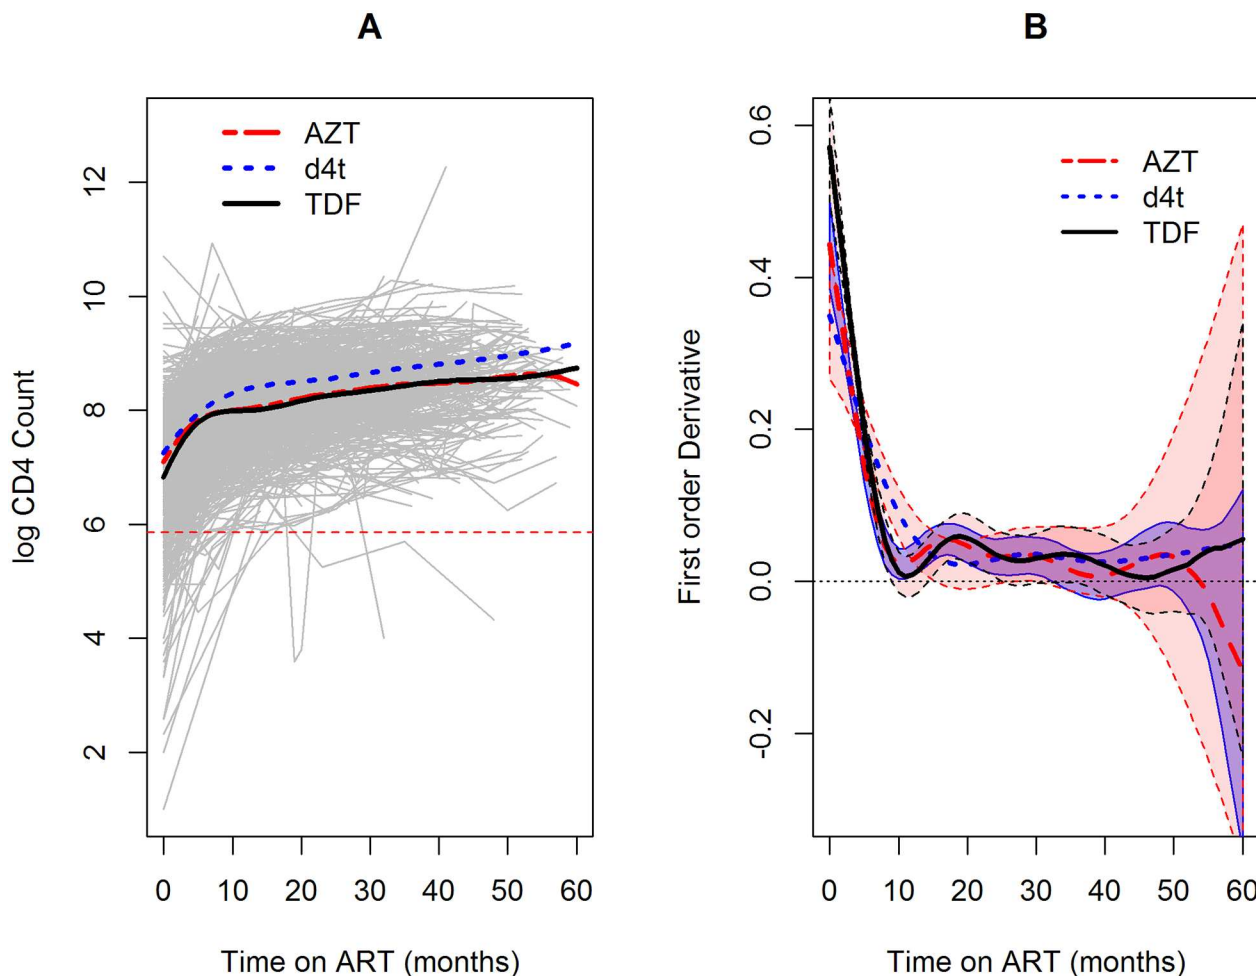 A
log CD4 Count
12
10
8
6
4
2
AZT
d4t
TDF
0 10 20 30 40 50 60
Time on ART (months)
B
First order Derivative
0.6
0.4
0.2
0.0
-0.2
AZT
d4t
TDF
0 10 20 30 40 50 60
Time on ART (months)